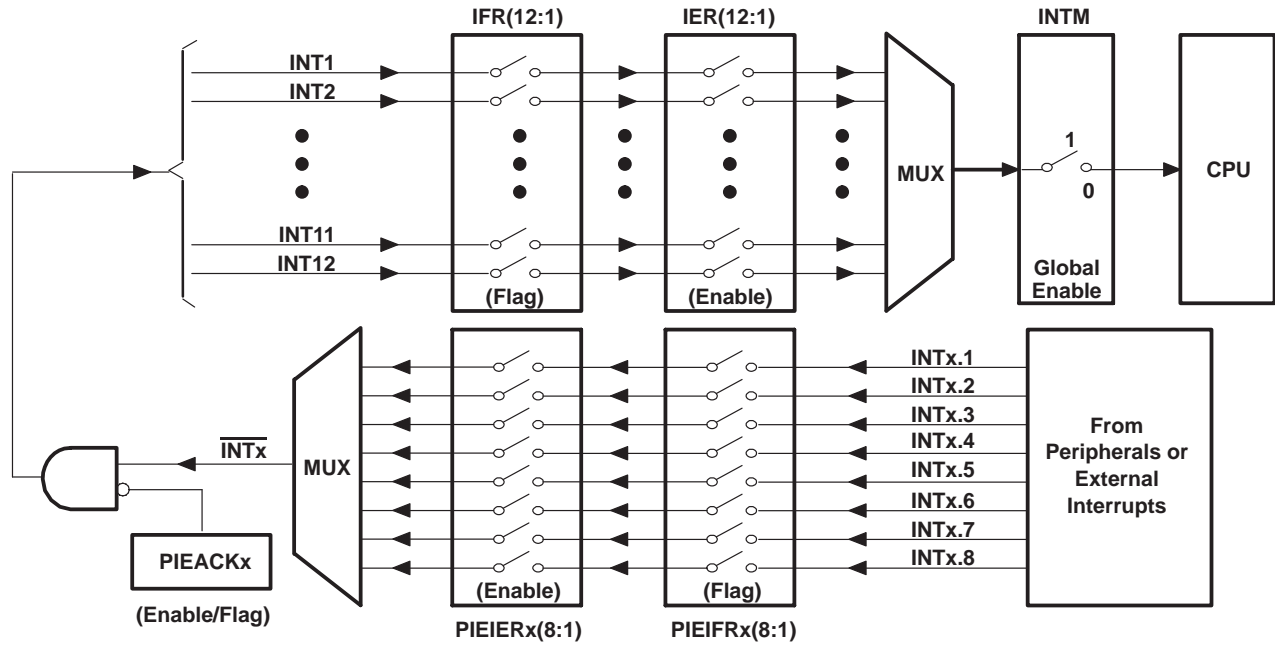 IFR(12:1)
IER(12:1)
INTM
INT1
INT2
INT11
INT12
(Flag)
(Enable)
MUX
1
0
Global
Enable
CPU
INTx
MUX
PIEACKx
(Enable/Flag)
(Enable)
PIEIERx(8:1)
(Flag)
PIEIFRx(8:1)
INTx.1
INTx.2
INTx.3
INTx.4
INTx.5
INTx.6
INTx.7
INTx.8
From
Peripherals or
External
Interrupts